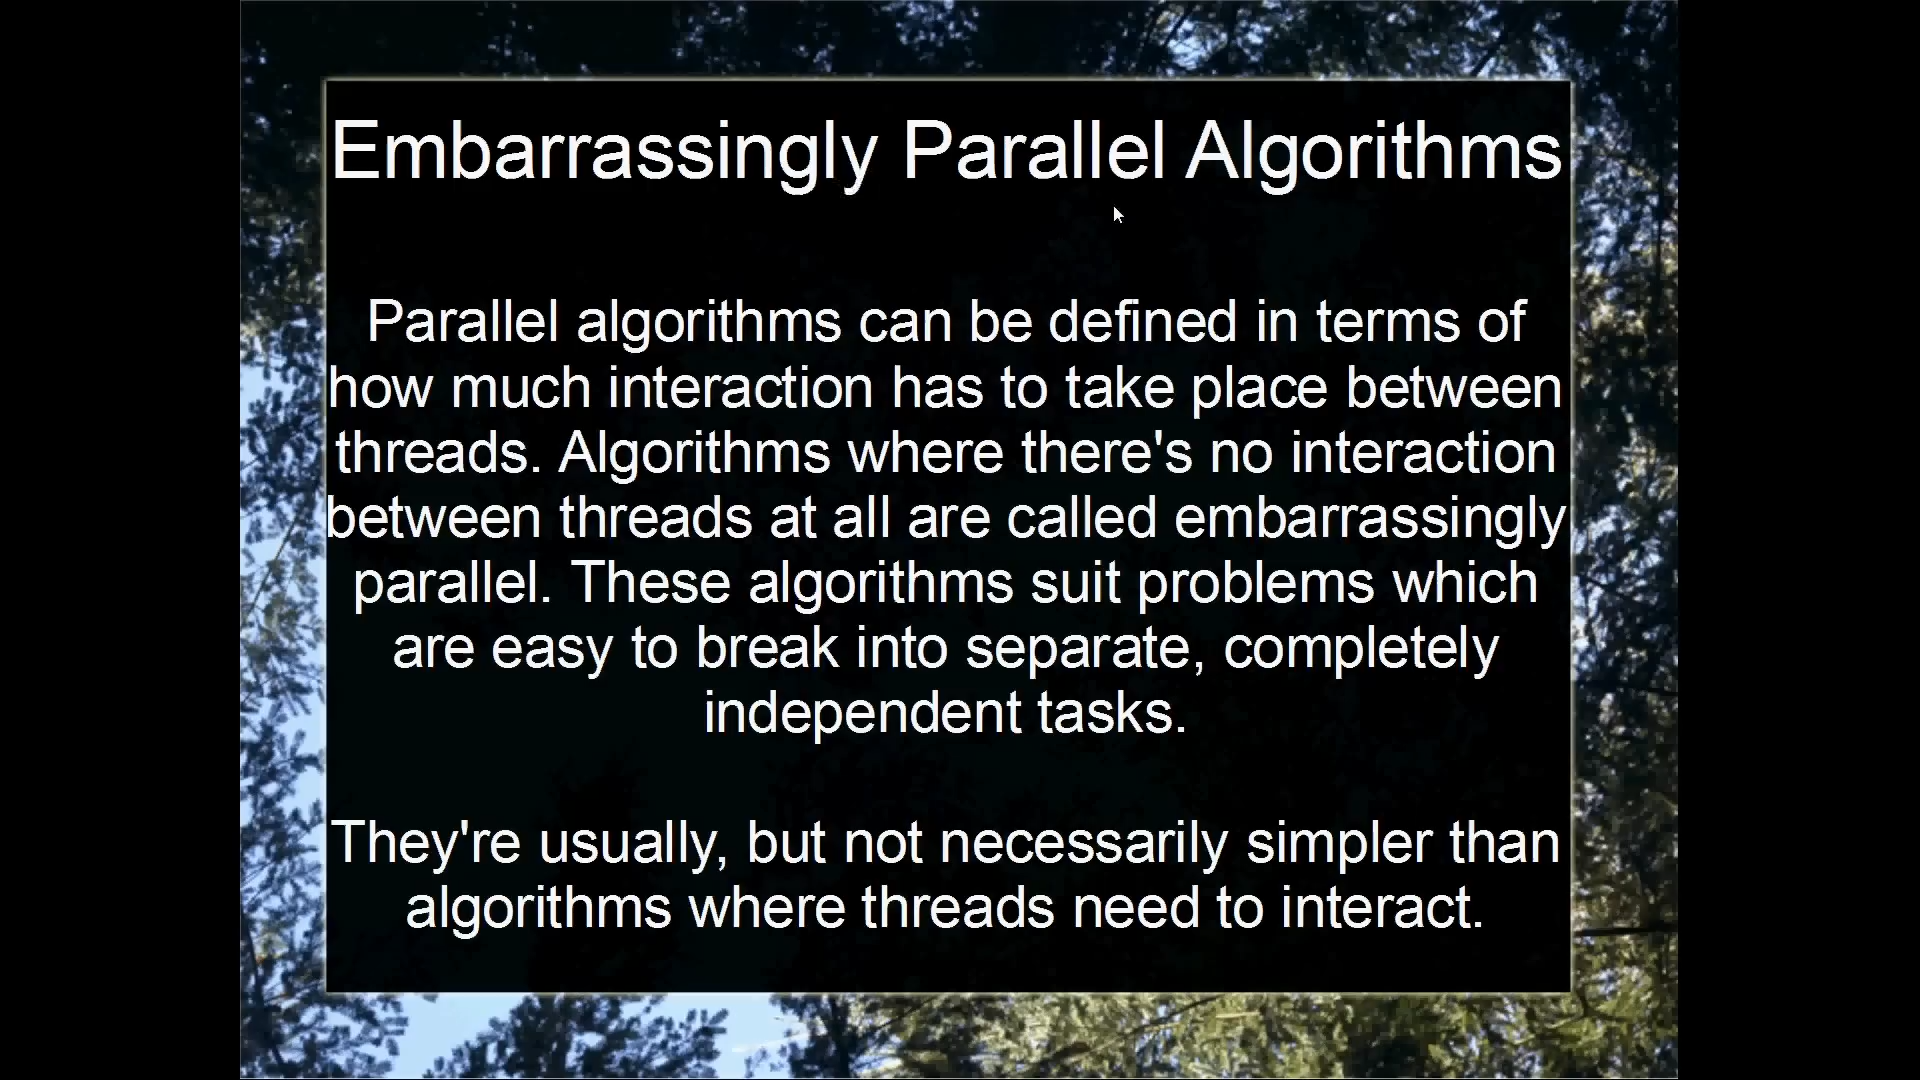 Embarrassingly Parallel Algorithms
Parallel algorithms can be defined in terms of
how much interaction has to take place between
threads. Algorithms where there's no interaction
between threads at all are called embarrassingly
parallel. These algorithms suit problems which
are easy to break into separate, completely
independent tasks.
They're usually, but not necessarily simpler than
algorithms where threads need to interact.